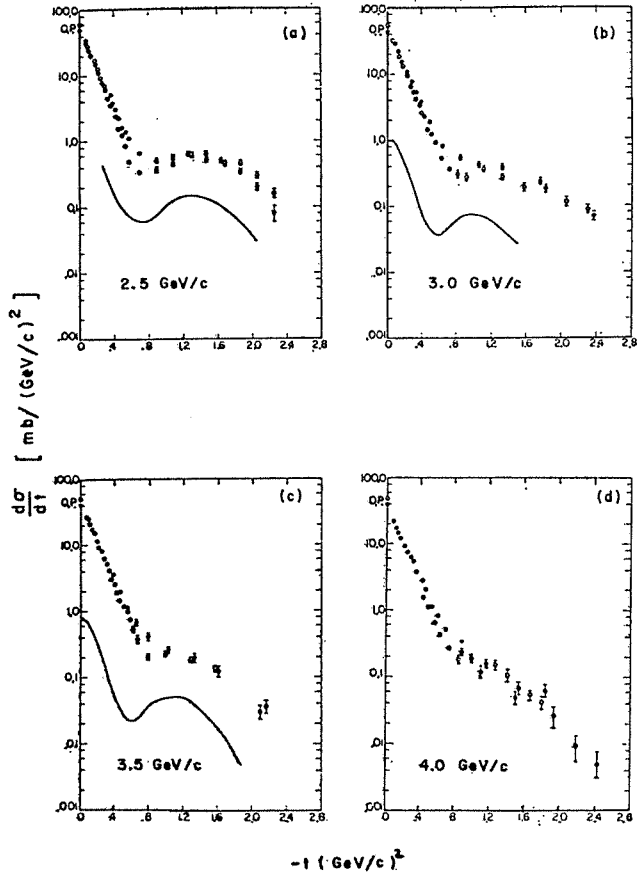 100.0
O.P.
10.0
1.0
0.1
.01
.001
0 .4 .8 1.2 1.6 2.0 2.4 2.8
(a)
2.5 GeV/c
100.0
O.P.
10.0
1.0
0.1
.01
.001
0 .4 .8 1.2 1.6 2.0 2.4 2.8
(b)
3.0 GeV/c
dσ/dt [mb/(GeV/c)²]
100.0
O.P.
10.0
1.0
0.1
.01
.001
0 .4 .8 1.2 1.6 2.0 2.4 2.8
(c)
3.5 GeV/c
100.0
O.P.
10.0
1.0
0.1
.01
.001
0 .4 .8 1.2 1.6 2.0 2.4 2.8
(d)
4.0 GeV/c
-t (GeV/c)²